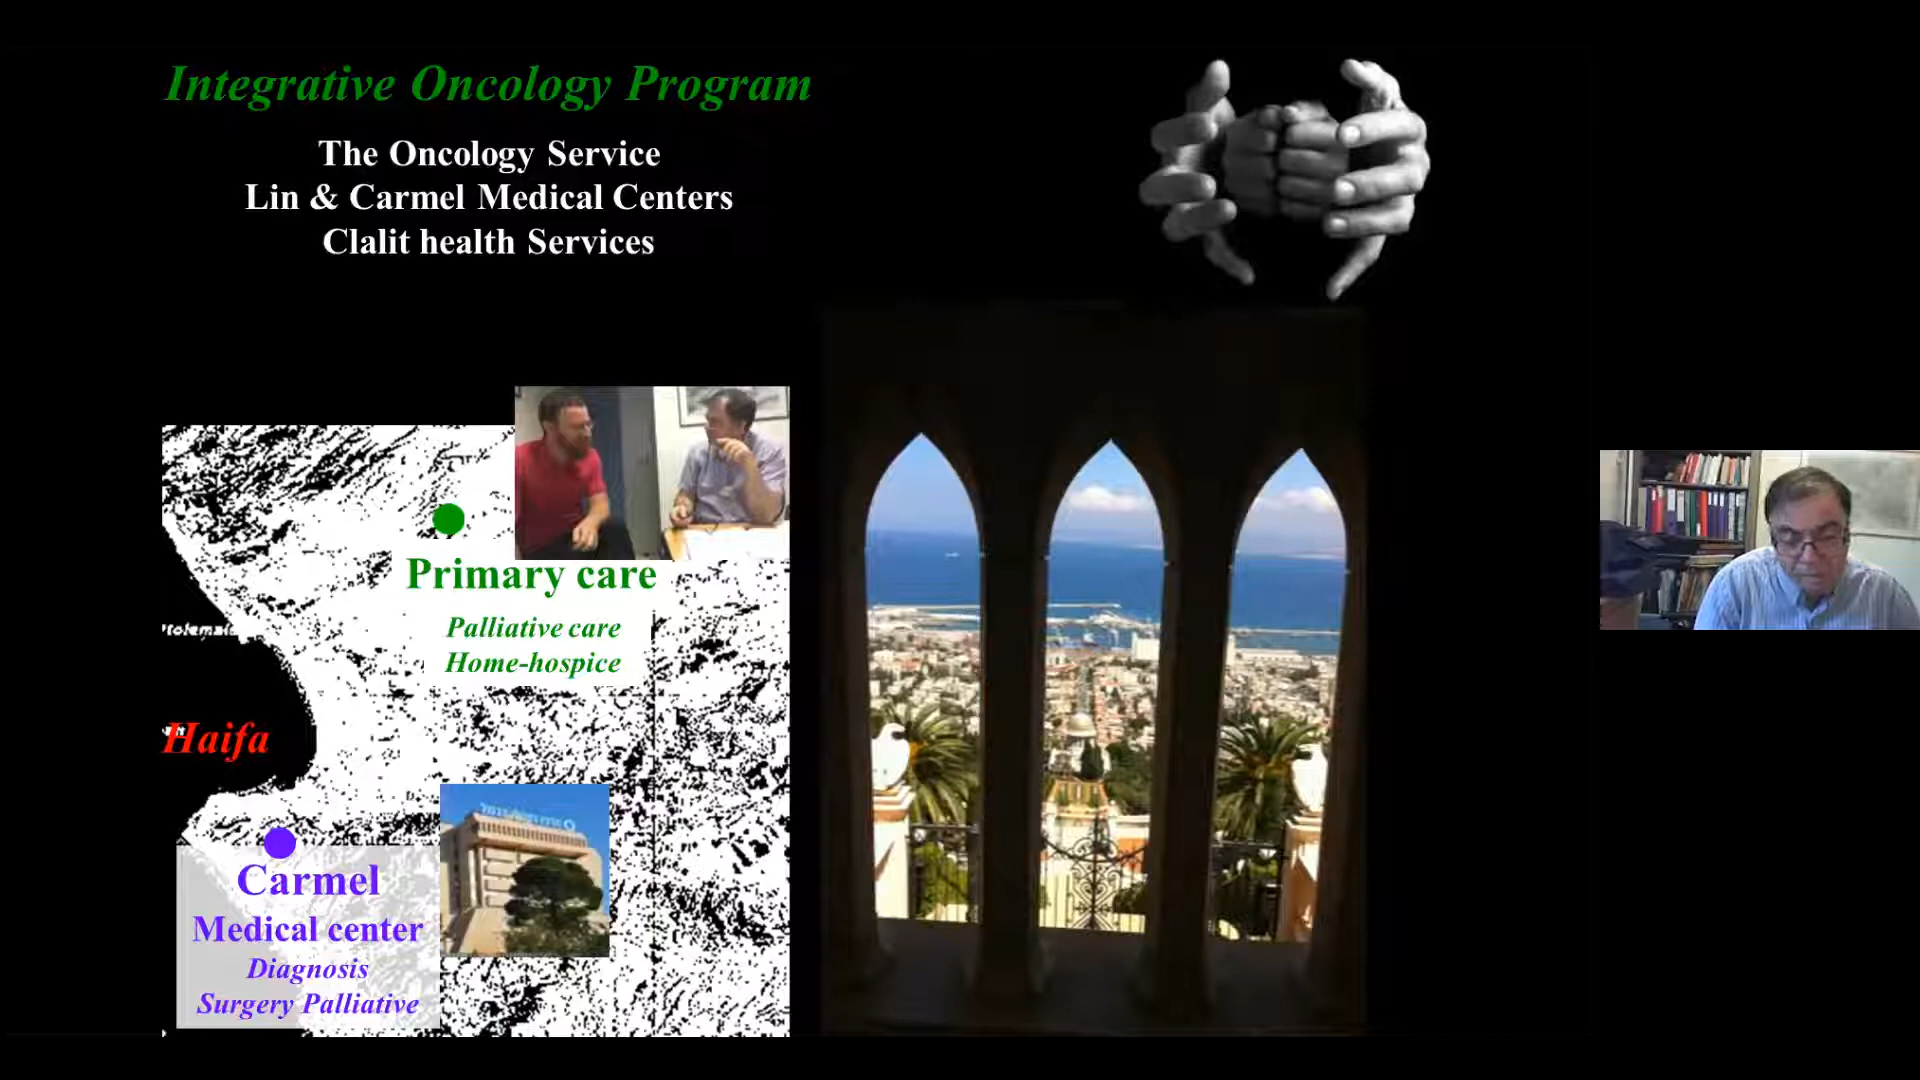 Integrative Oncology Program
The Oncology Service
Lin & Carmel Medical Centers
Clalit health Services
Primary care
Palliative care
Home-hospice
Haifa
Carmel
Medical center
Diagnosis
Surgery Palliative